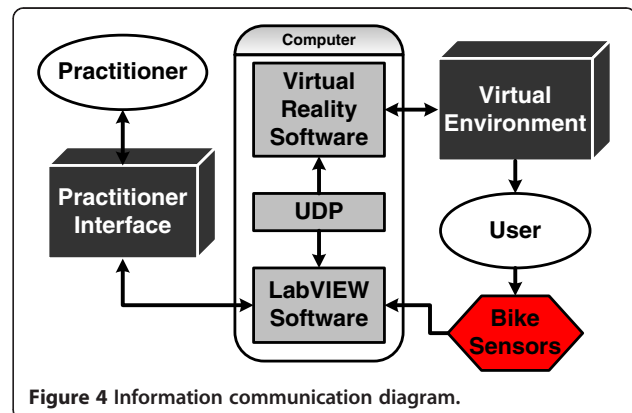 Computer
Practitioner
Virtual
Reality
Software
Virtual
Environment
Practitioner
Interface
UDP
User
LabVIEW
Software
Bike
Sensors
Figure 4 Information communication diagram.